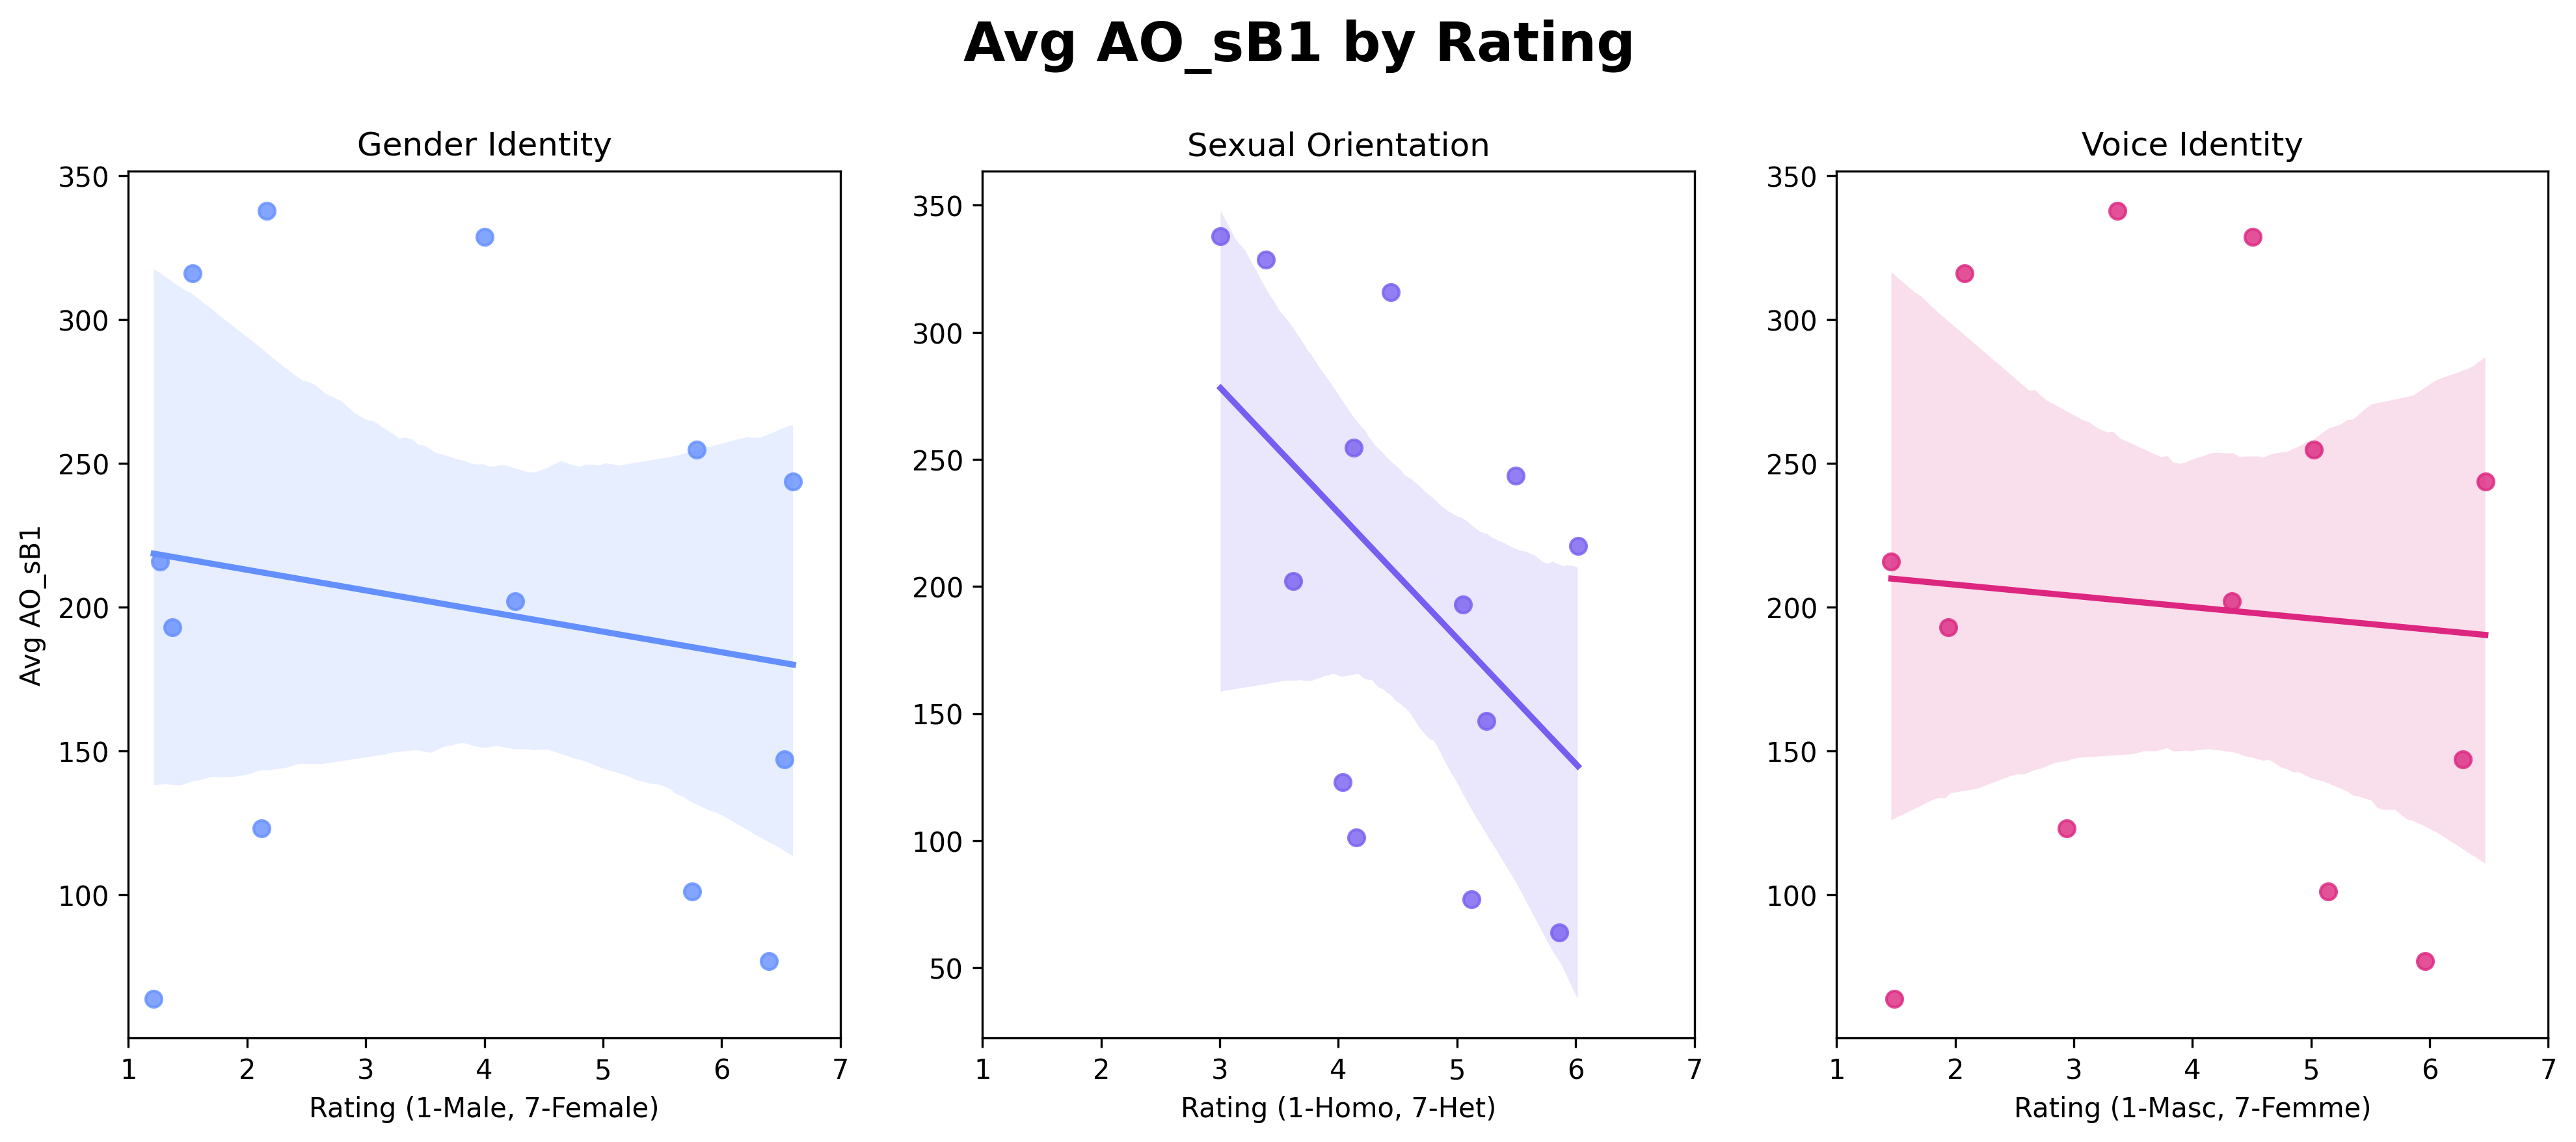 Avg AO_sB1 by Rating
Gender Identity
Sexual Orientation
Voice Identity
Avg AO_sB1
350
300
250
200
150
100
1 2 3 4 5 6 7
Rating (1-Male, 7-Female)
350
300
250
200
150
100
50
1 2 3 4 5 6 7
Rating (1-Homo, 7-Het)
350
300
250
200
150
100
1 2 3 4 5 6 7
Rating (1-Masc, 7-Femme)